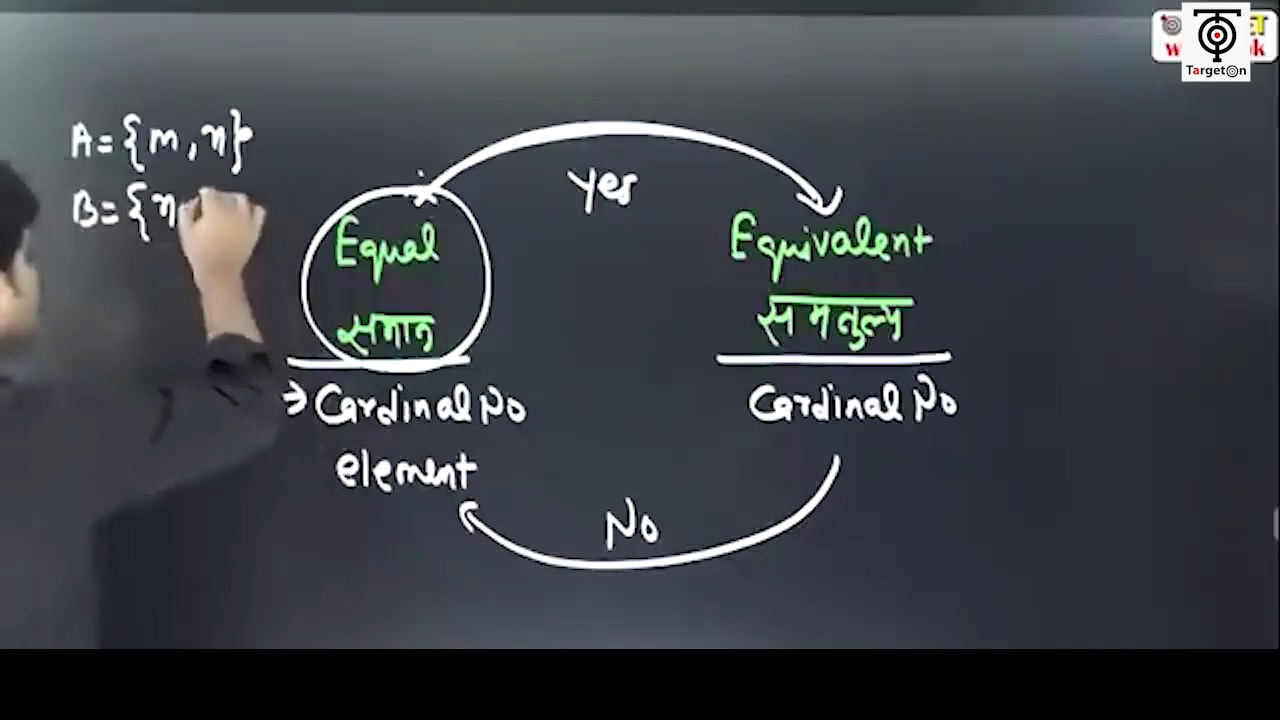 A = {m, n}
B = {n
Yes
Equal
समान
Equivalent
समतुल्य
→ Cardinal No
element
Cardinal No
No
TargetOn